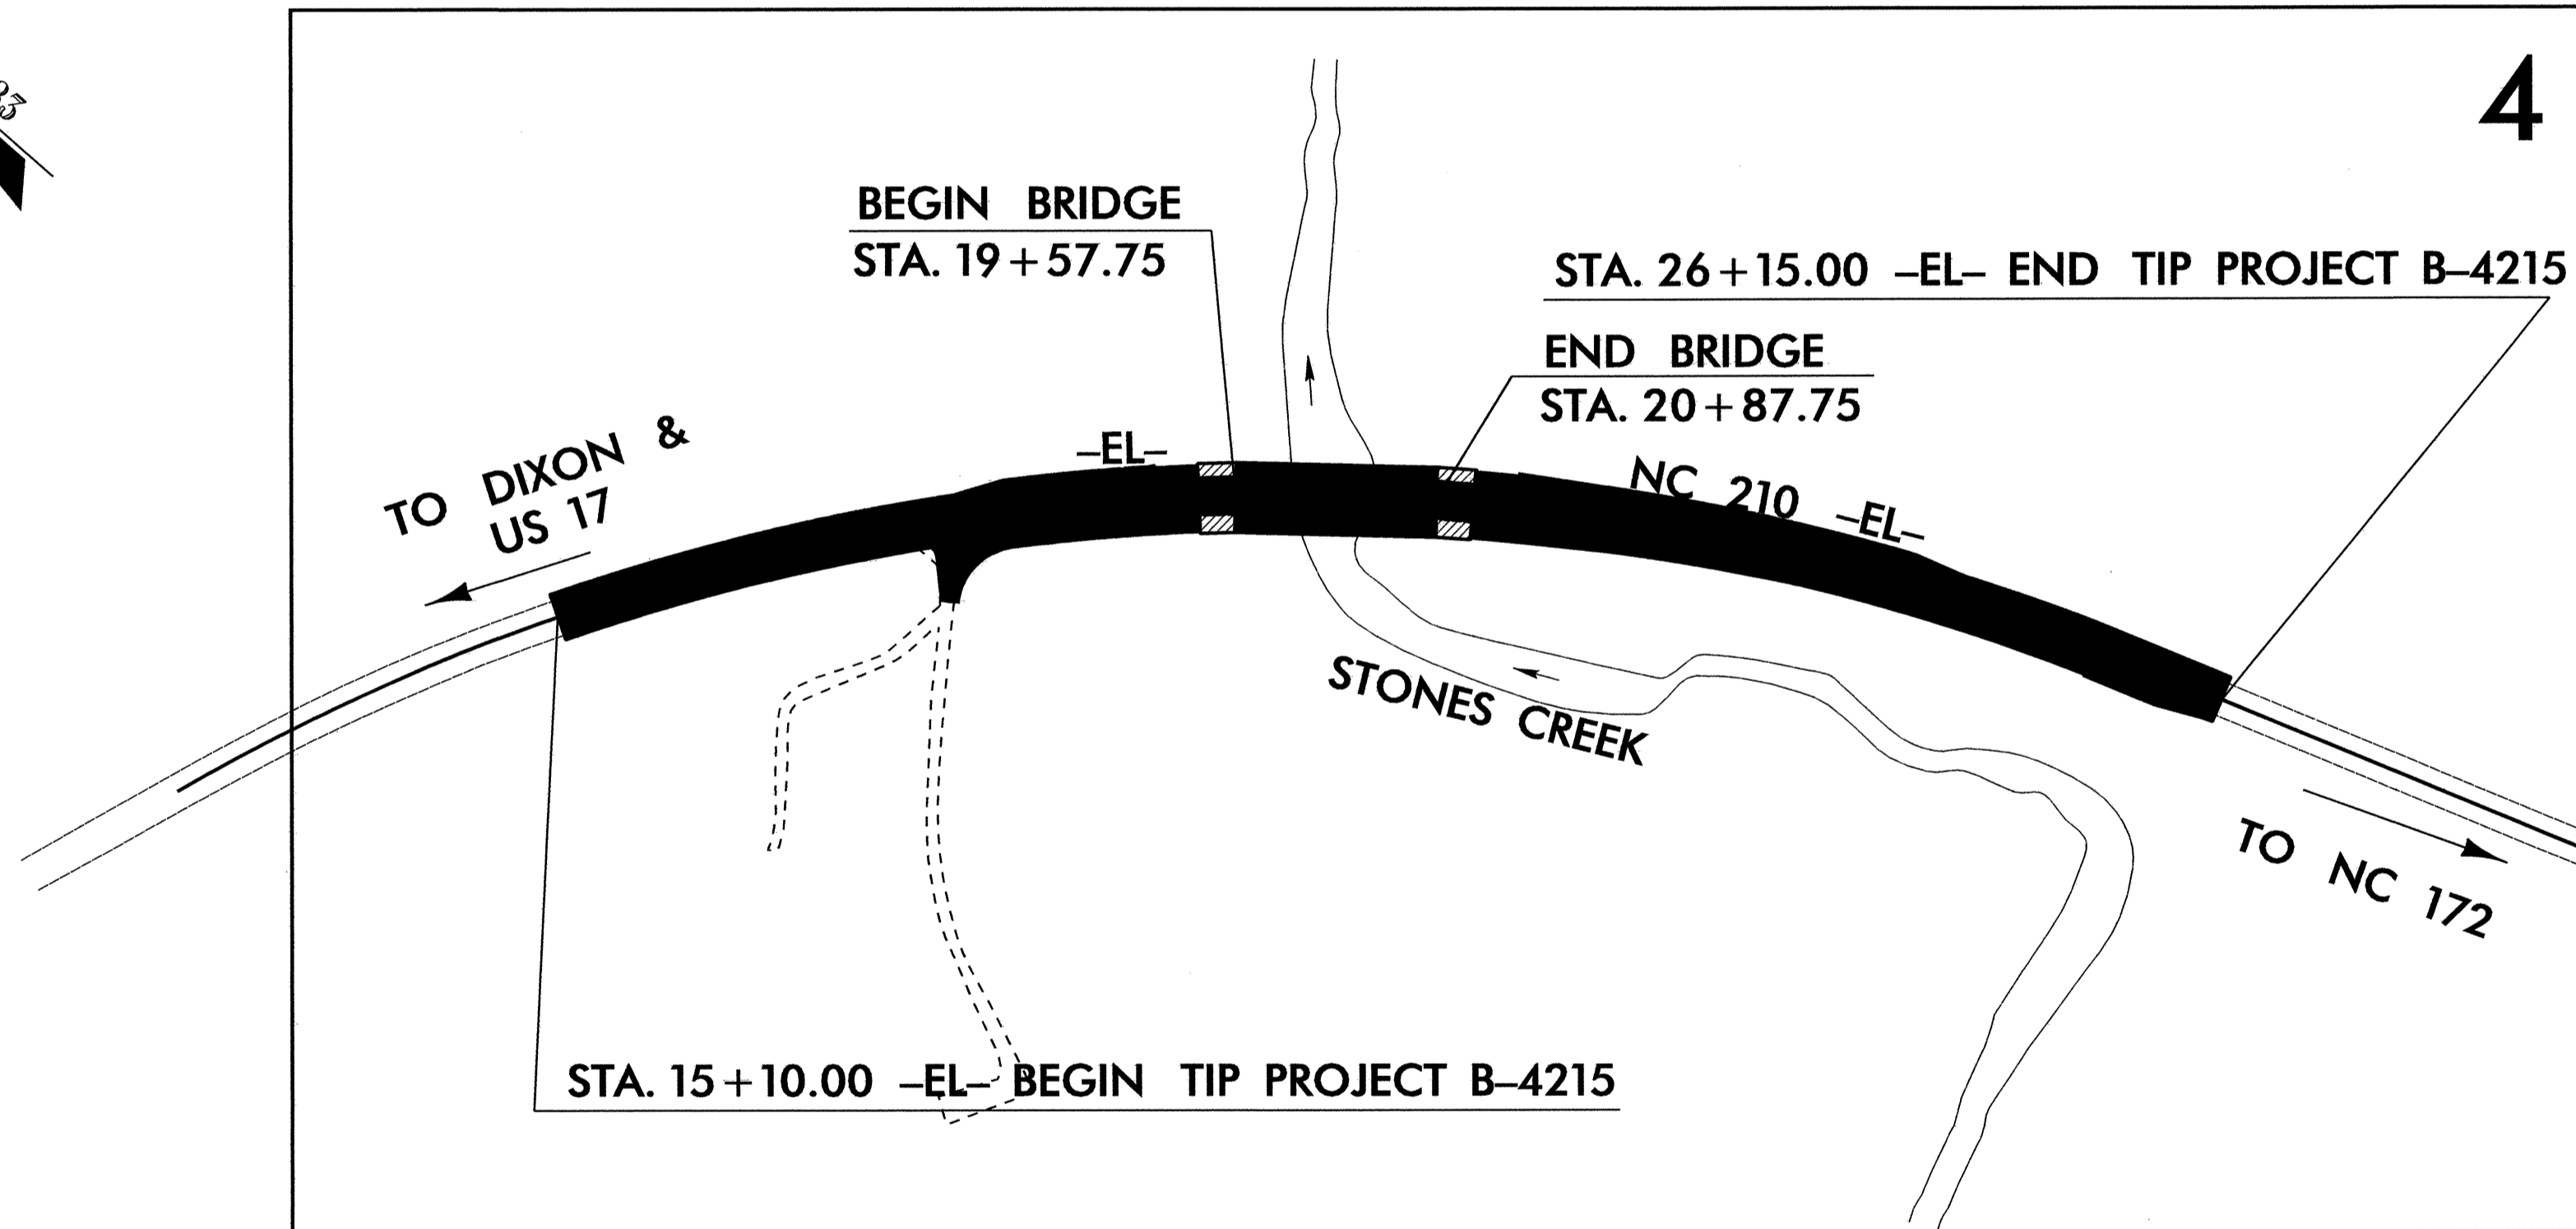 4
BEGIN BRIDGE
STA. 19+57.75
STA. 26+15.00 –EL– END TIP PROJECT B–4215
END BRIDGE
STA. 20+87.75
–EL–
NC 210 –EL–
TO DIXON &
US 17
STONES CREEK
TO NC 172
STA. 15+10.00 –EL– BEGIN TIP PROJECT B–4215